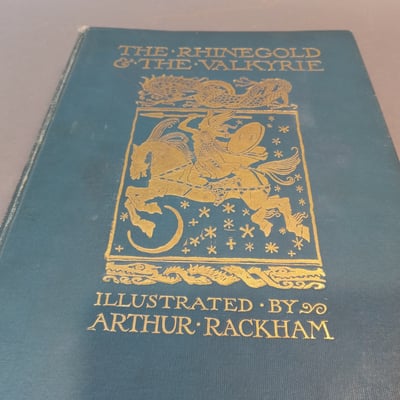 THE·RHINEGOLD
& THE·VALKYRIE
ILLUSTRATED·BY
ARTHUR·RACKHAM